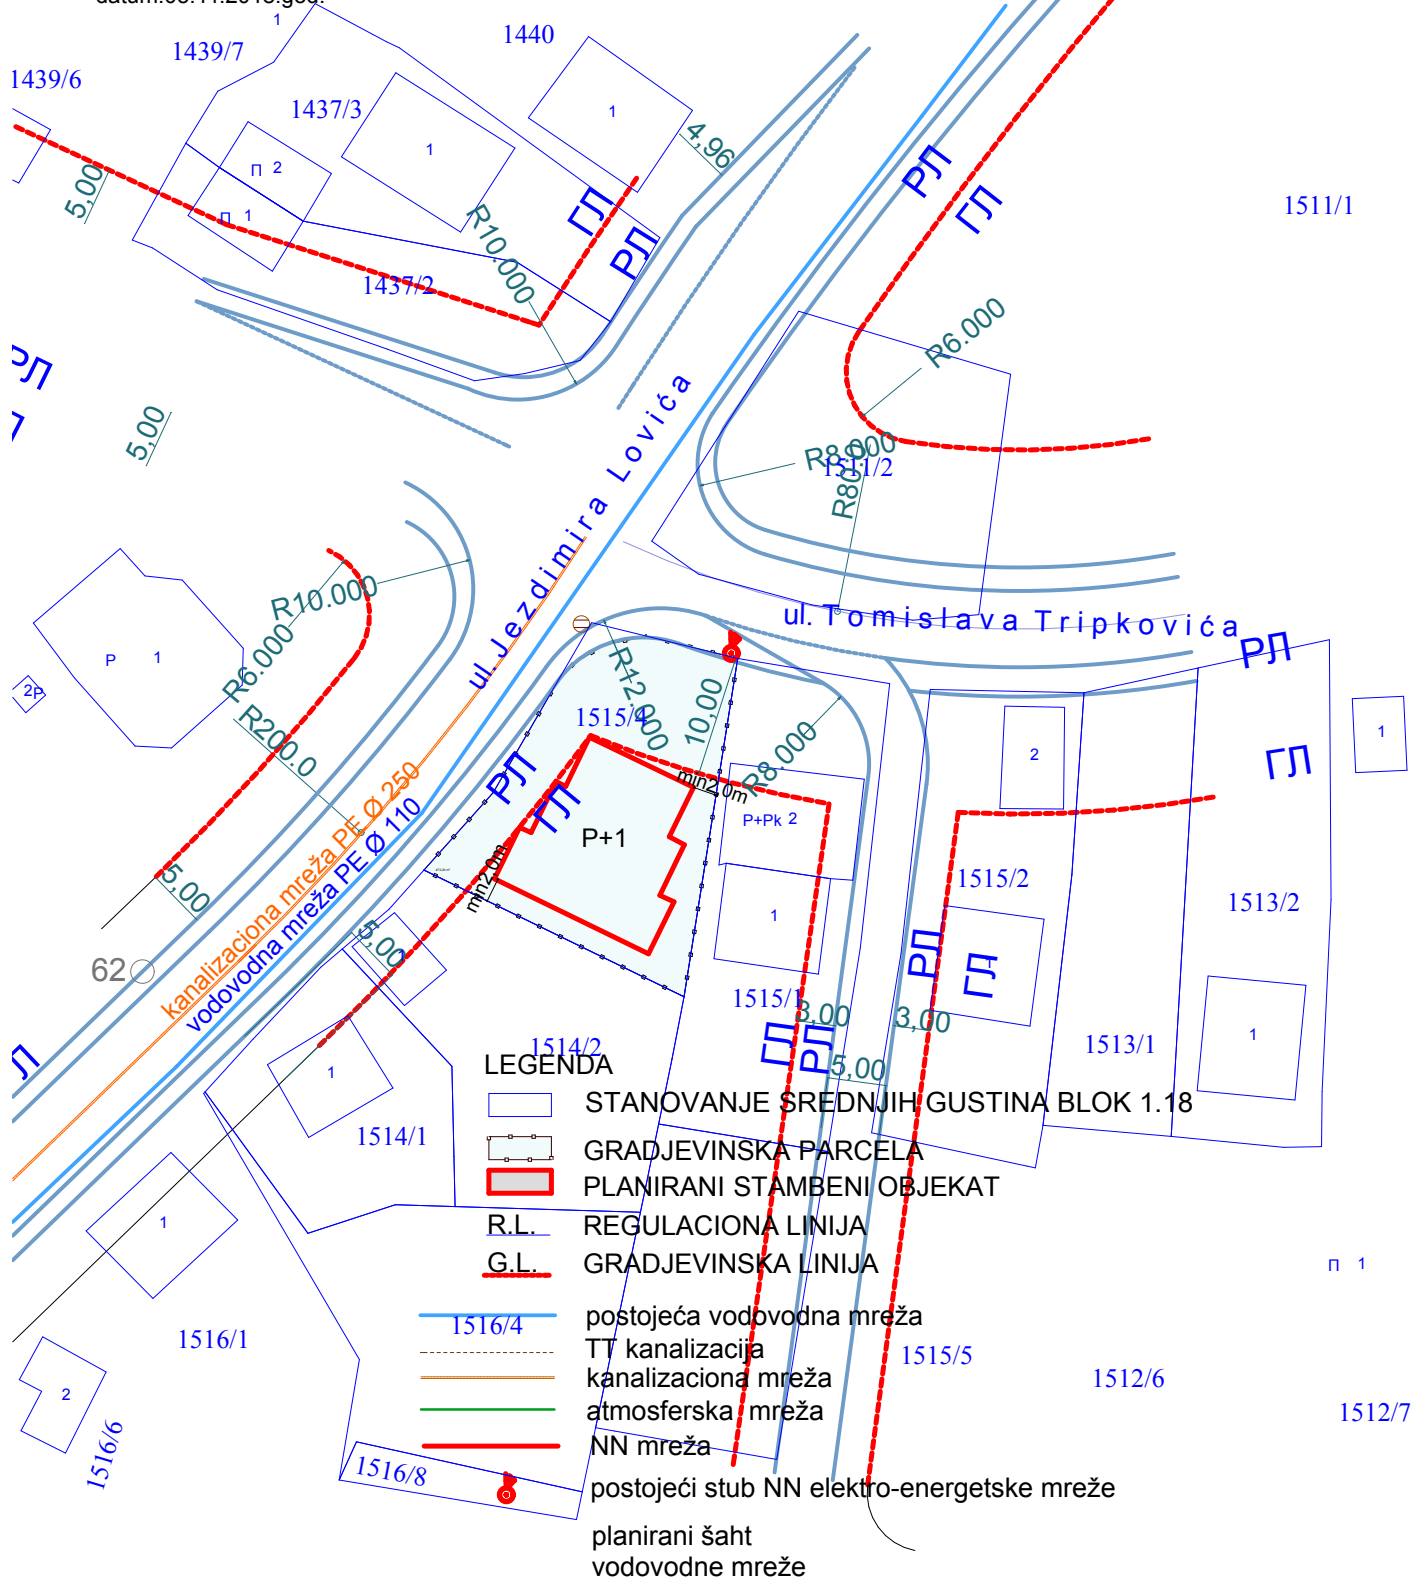 1
1439/7
1440
1439/6
1437/3
1
1
4,96
П 2
П 1
5,00
R10.000
ГЛ
РЛ
РЛ
ГЛ
1511/1
1437/2
R6.000
РЛ
5,00
R8.000
1511/2
ul. Jezdimira Lovića
R10.000
R6.000
R200.0
P 1
2P
ul. Tomislava Tripkovića
РЛ
ГЛ
R12.000
1515/4
10,00
R8.000
min2.0m
РЛ
ГЛ
P+1
P+Pk 2
2
1
min2.0m
kanalizaciona mreža PE Ø 250
vodovodna mreža PE Ø 110
5,00
5,00
62
1
1515/2
1513/2
РЛ
ГЛ
1515/1
3,00
3,00
ГЛ
РЛ
5,00
1513/1
1
1514/2
1
1514/1
LEGENDA
STANOVANJE SREDNJIH GUSTINA BLOK 1.18
GRADJEVINSKA PARCELA
PLANIRANI STAMBENI OBJEKAT
R.L. REGULACIONA LINIJA
G.L. GRADJEVINSKA LINIJA
1
П 1
1516/4
postojeća vodovodna mreža
TT kanalizacija
kanalizaciona mreža
atmosferska mreža
NN mreža
postojeći stub NN elektro-energetske mreže
planirani šaht
vodovodne mreže
1516/1
2
1516/6
1516/8
1515/5
1512/6
1512/7